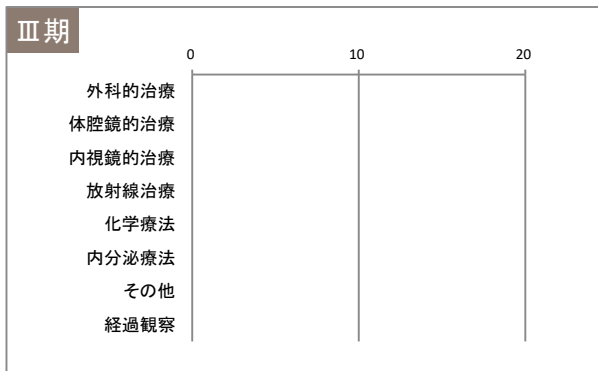 Ⅲ期
0 10 20
外科的治療
体腔鏡的治療
内視鏡的治療
放射線治療
化学療法
内分泌療法
その他
経過観察